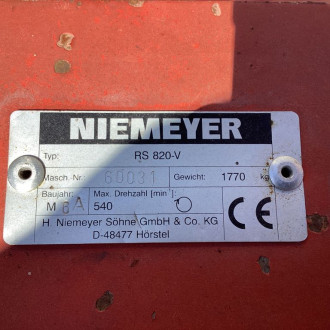 NIEMEYER
Typ: RS 820-V
Masch.-Nr. 60031 Gewicht: 1770 kg
Baujahr: Max. Drehzahl [min⁻¹]
M 6 A 540
H. Niemeyer Söhne GmbH & Co. KG CE
D-48477 Hörstel